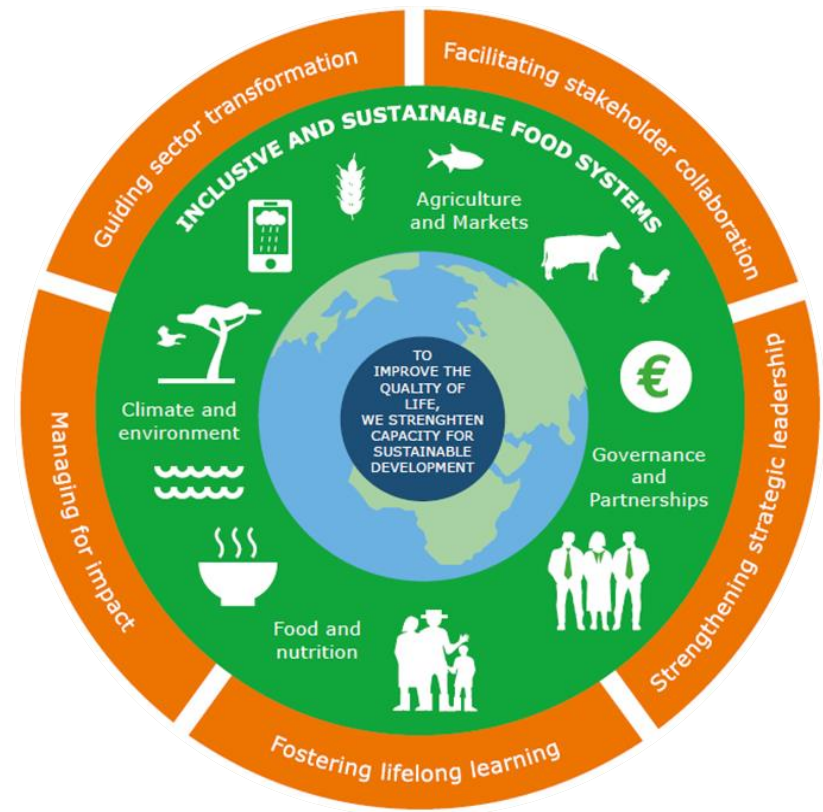 Guiding sector transformation
Facilitating stakeholder collaboration
INCLUSIVE AND SUSTAINABLE FOOD SYSTEMS
Agriculture
and Markets
Climate and
environment
TO
IMPROVE THE
QUALITY OF
LIFE,
WE STRENGHTEN
CAPACITY FOR
SUSTAINABLE
DEVELOPMENT
€
Governance
and
Partnerships
Food and
nutrition
Managing for impact
Strengthening strategic leadership
Fostering lifelong learning